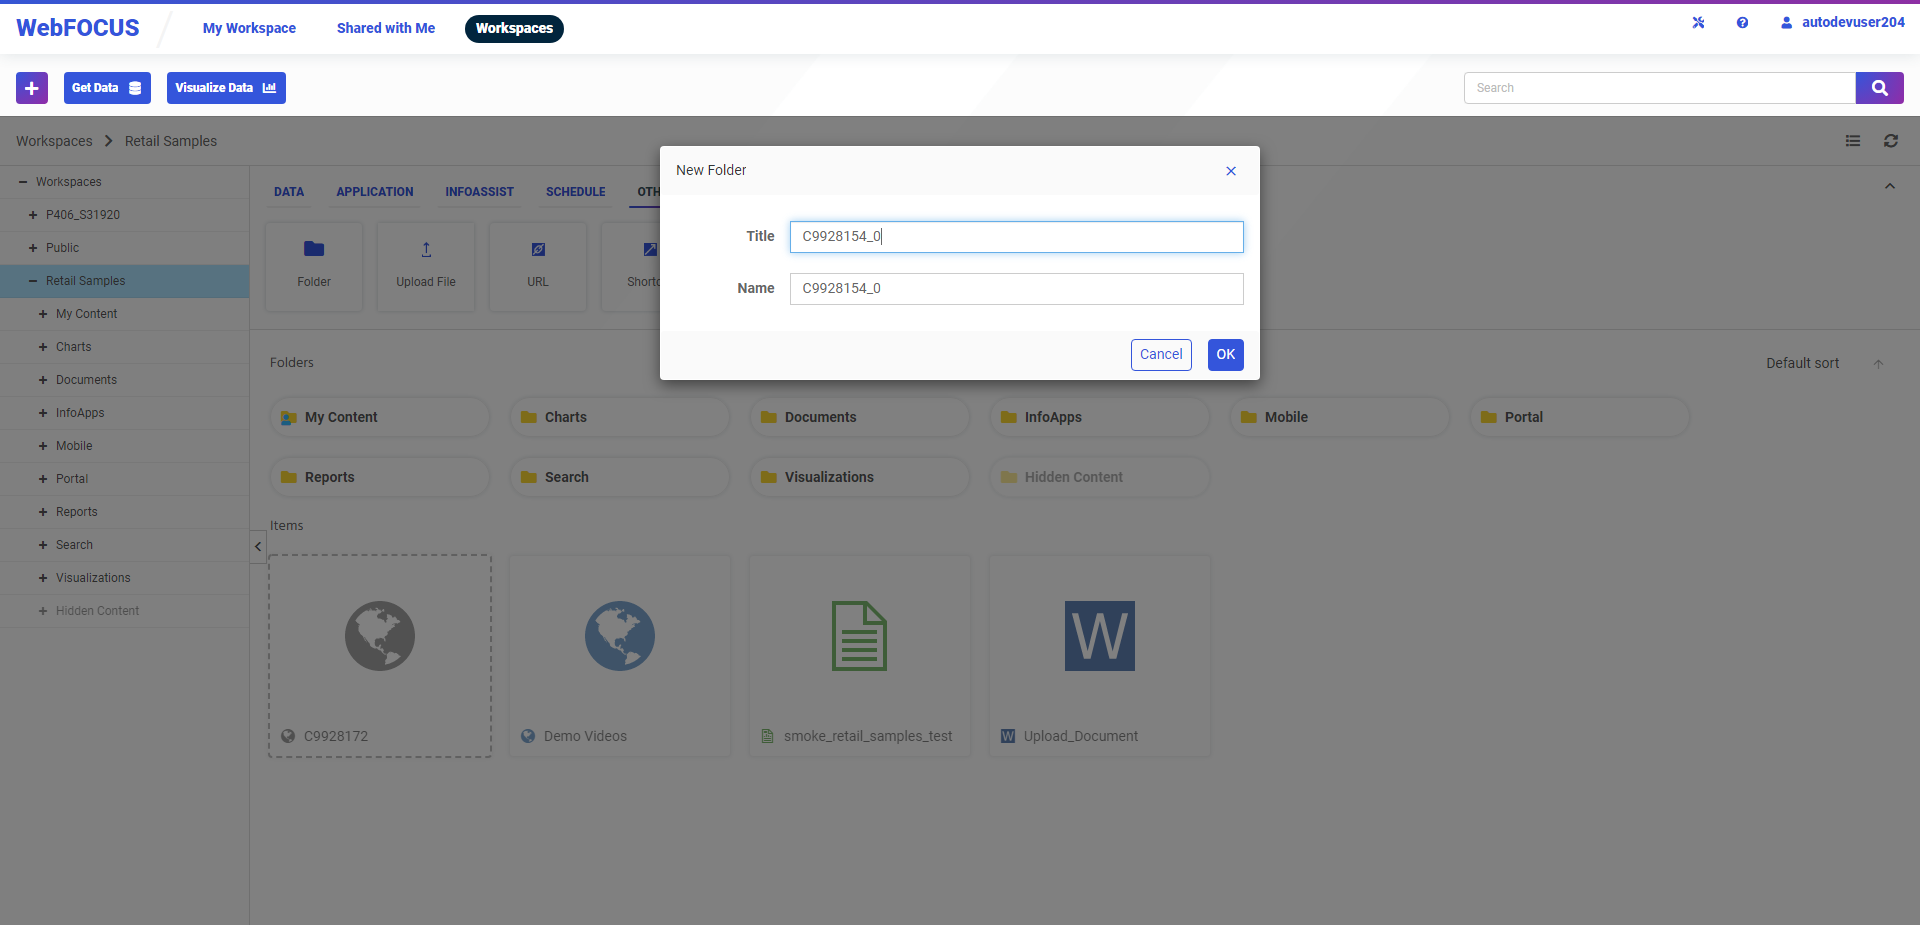 WebFOCUS
My Workspace
Shared with Me
Workspaces
autodevuser204
Get Data
Visualize Data
Search
Workspaces
Retail Samples
Workspaces
P406_S31920
Public
Retail Samples
My Content
Charts
Documents
InfoApps
Mobile
Portal
Reports
Search
Visualizations
Hidden Content
DATA
APPLICATION
INFOASSIST
SCHEDULE
OTH
Folder
Upload File
URL
Shortc
New Folder
Title
C9928154_0
Name
C9928154_0
Cancel
OK
Folders
Default sort
My Content
Charts
Documents
InfoApps
Mobile
Portal
Reports
Search
Visualizations
Hidden Content
Items
C9928172
Demo Videos
smoke_retail_samples_test
W
W Upload_Document